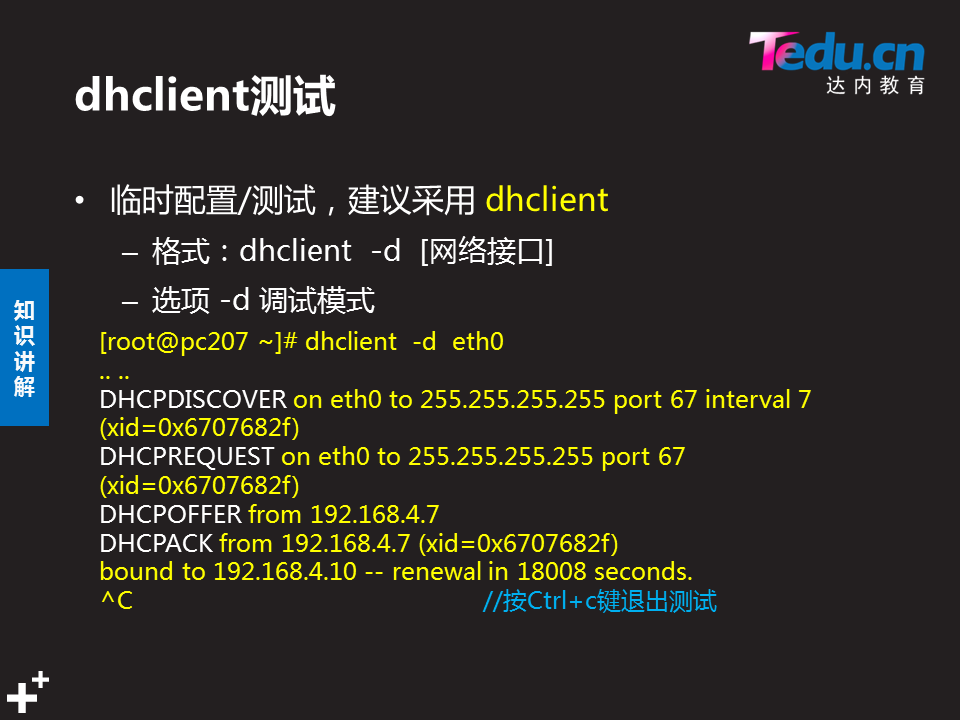 Tedu.cn
达内教育
dhclient测试
• 临时配置/测试，建议采用 dhclient
– 格式：dhclient -d [网络接口]
– 选项 -d 调试模式
知识讲解
[root@pc207 ~]# dhclient -d eth0
.. ..
DHCPDISCOVER on eth0 to 255.255.255.255 port 67 interval 7
(xid=0x6707682f)
DHCPREQUEST on eth0 to 255.255.255.255 port 67
(xid=0x6707682f)
DHCPOFFER from 192.168.4.7
DHCPACK from 192.168.4.7 (xid=0x6707682f)
bound to 192.168.4.10 -- renewal in 18008 seconds.
^C //按Ctrl+c键退出测试